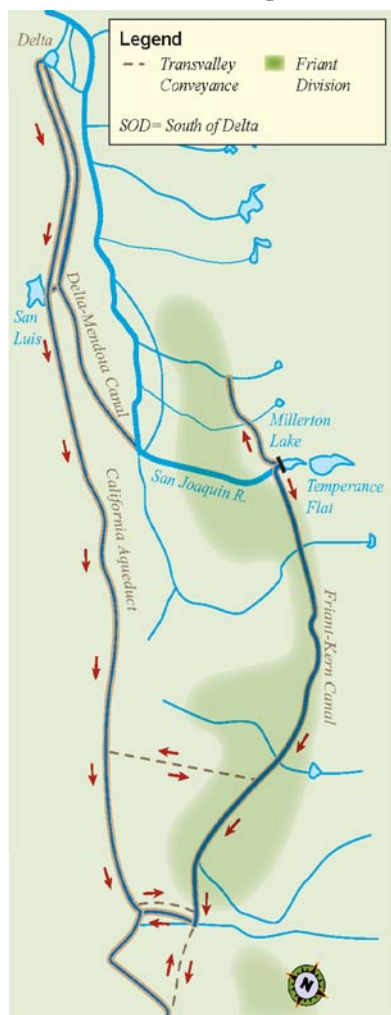 Legend
Transvalley
Conveyance
Friant
Division
SOD= South of Delta
Delta
San
Luis
Delta-Mendota Canal
Millerton
Lake
Temperance
Flat
San Joaquin R.
California Aqueduct
Friant-Kern Canal
N